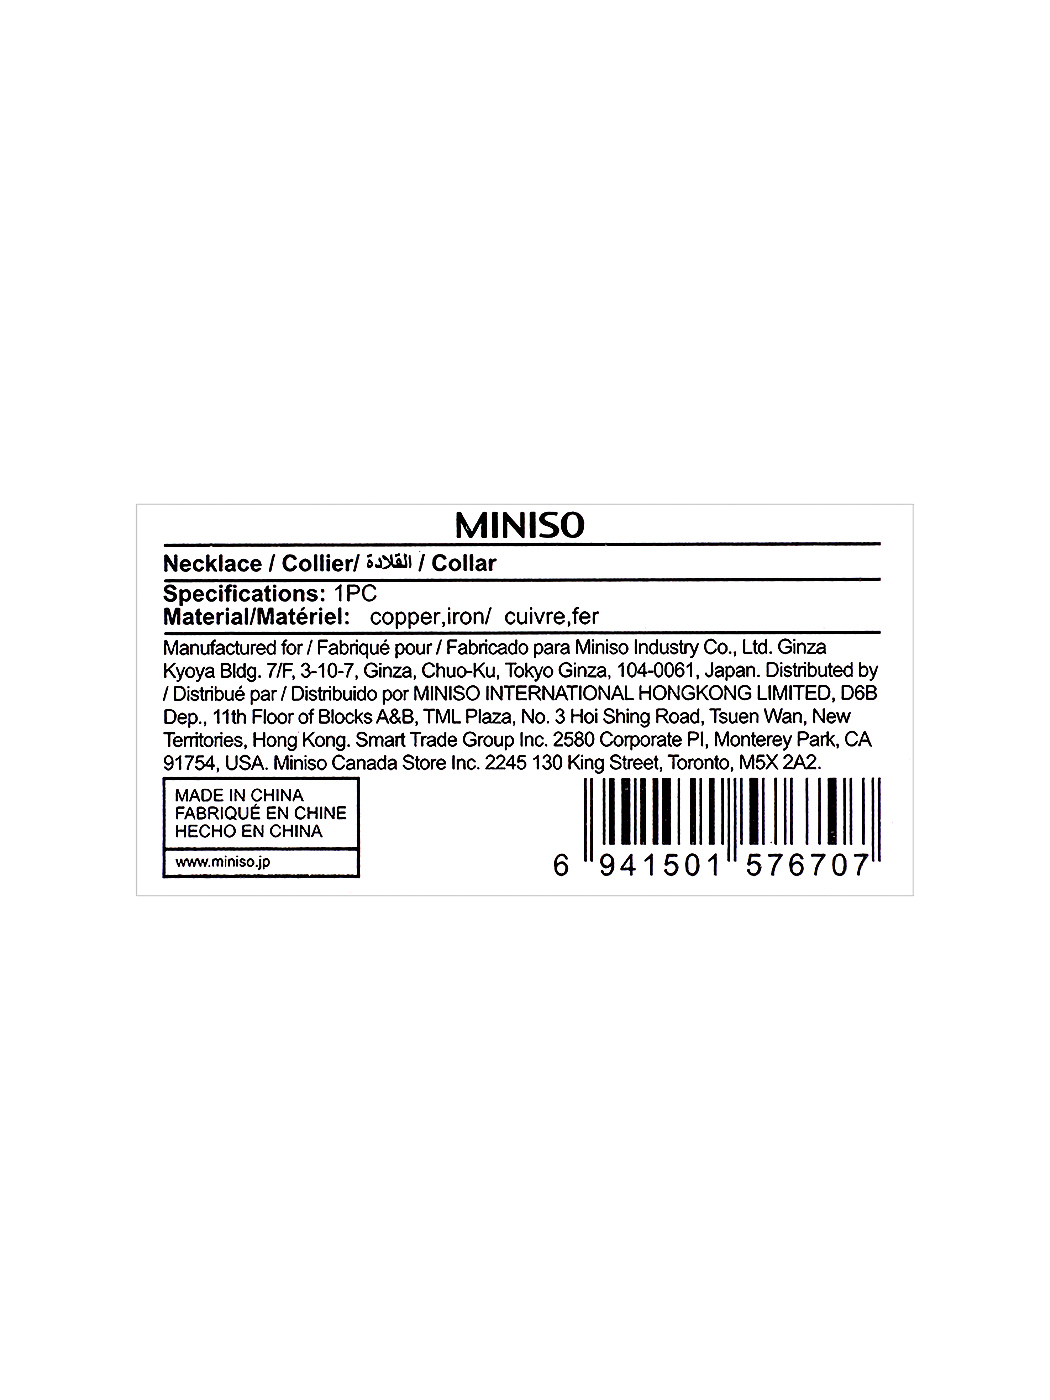 MINISO
Necklace / Collier/ القلادة / Collar
Specifications: 1PC
Material/Matériel: copper,iron/ cuivre,fer
Manufactured for / Fabriqué pour / Fabricado para Miniso Industry Co., Ltd. Ginza
Kyoya Bldg. 7/F, 3-10-7, Ginza, Chuo-Ku, Tokyo Ginza, 104-0061, Japan. Distributed by
/ Distribué par / Distribuido por MINISO INTERNATIONAL HONGKONG LIMITED, D6B
Dep., 11th Floor of Blocks A&B, TML Plaza, No. 3 Hoi Shing Road, Tsuen Wan, New
Territories, Hong Kong. Smart Trade Group Inc. 2580 Corporate Pl, Monterey Park, CA
91754, USA. Miniso Canada Store Inc. 2245 130 King Street, Toronto, M5X 2A2.
MADE IN CHINA
FABRIQUÉ EN CHINE
HECHO EN CHINA
www.miniso.jp
6 941501 576707